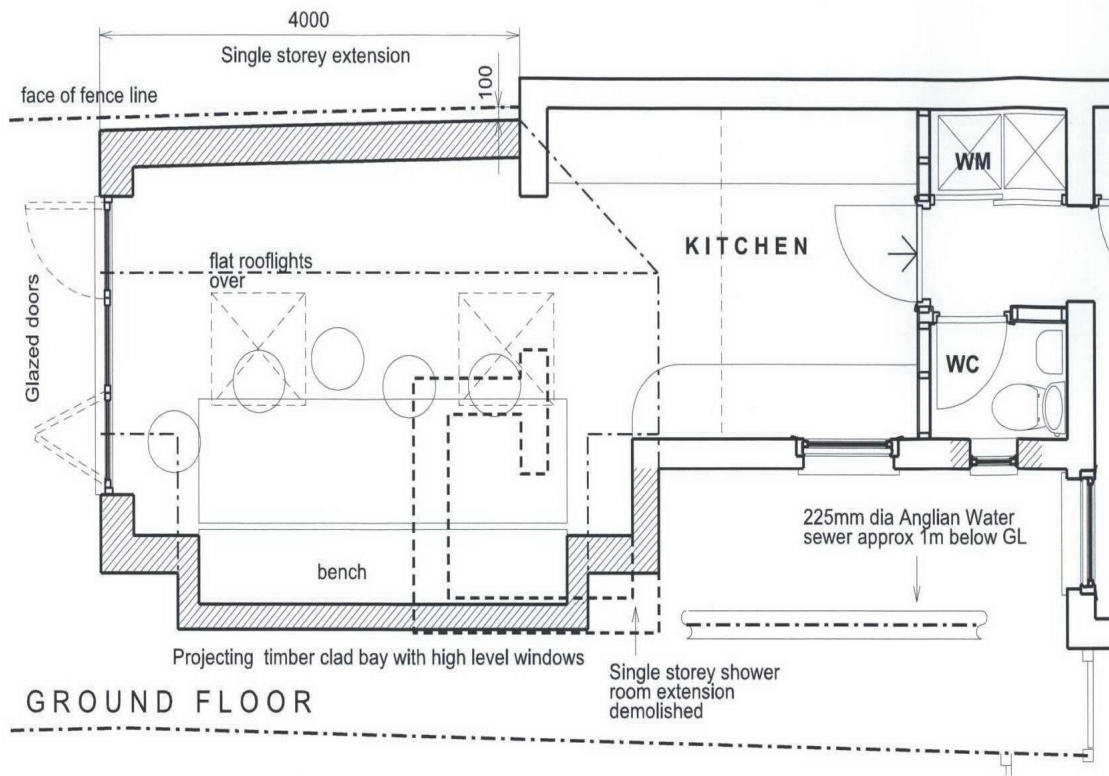 4000
Single storey extension
100
face of fence line
WM
KITCHEN
flat rooflights
over
Glazed doors
WC
225mm dia Anglian Water
sewer approx 1m below GL
bench
Projecting timber clad bay with high level windows
Single storey shower
room extension
demolished
GROUND FLOOR